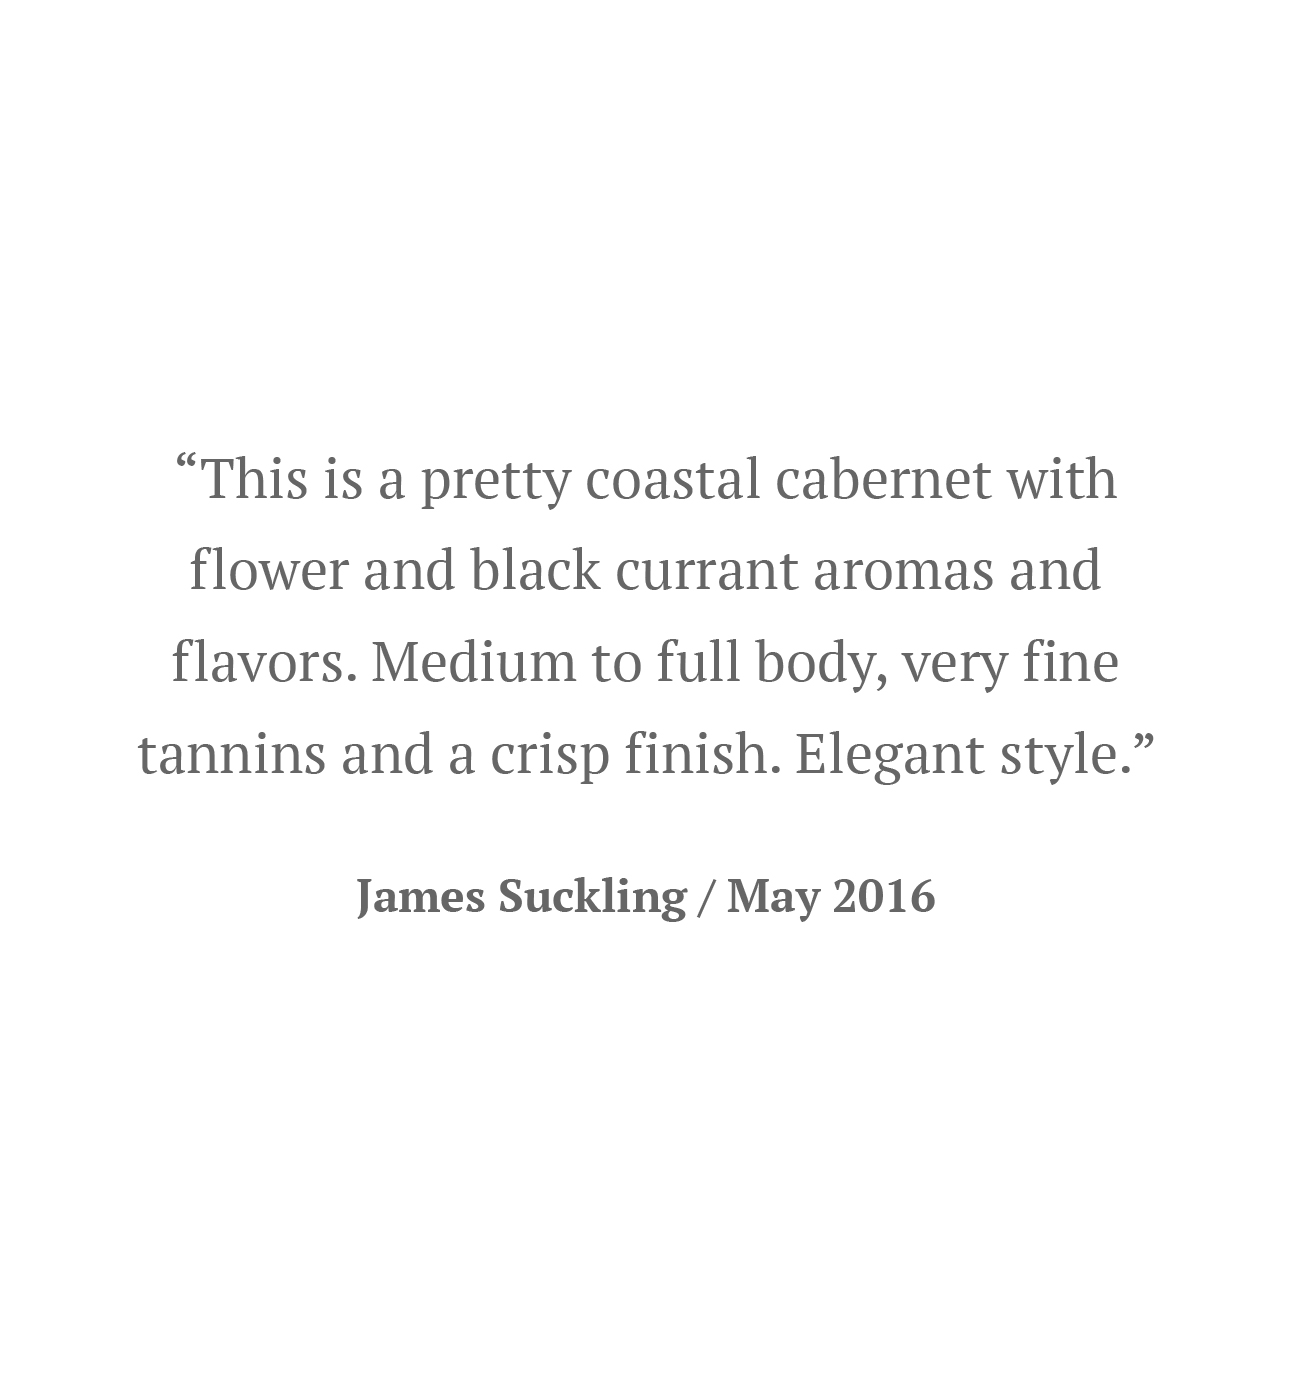 “This is a pretty coastal cabernet with
flower and black currant aromas and
flavors. Medium to full body, very fine
tannins and a crisp finish. Elegant style.”
James Suckling / May 2016